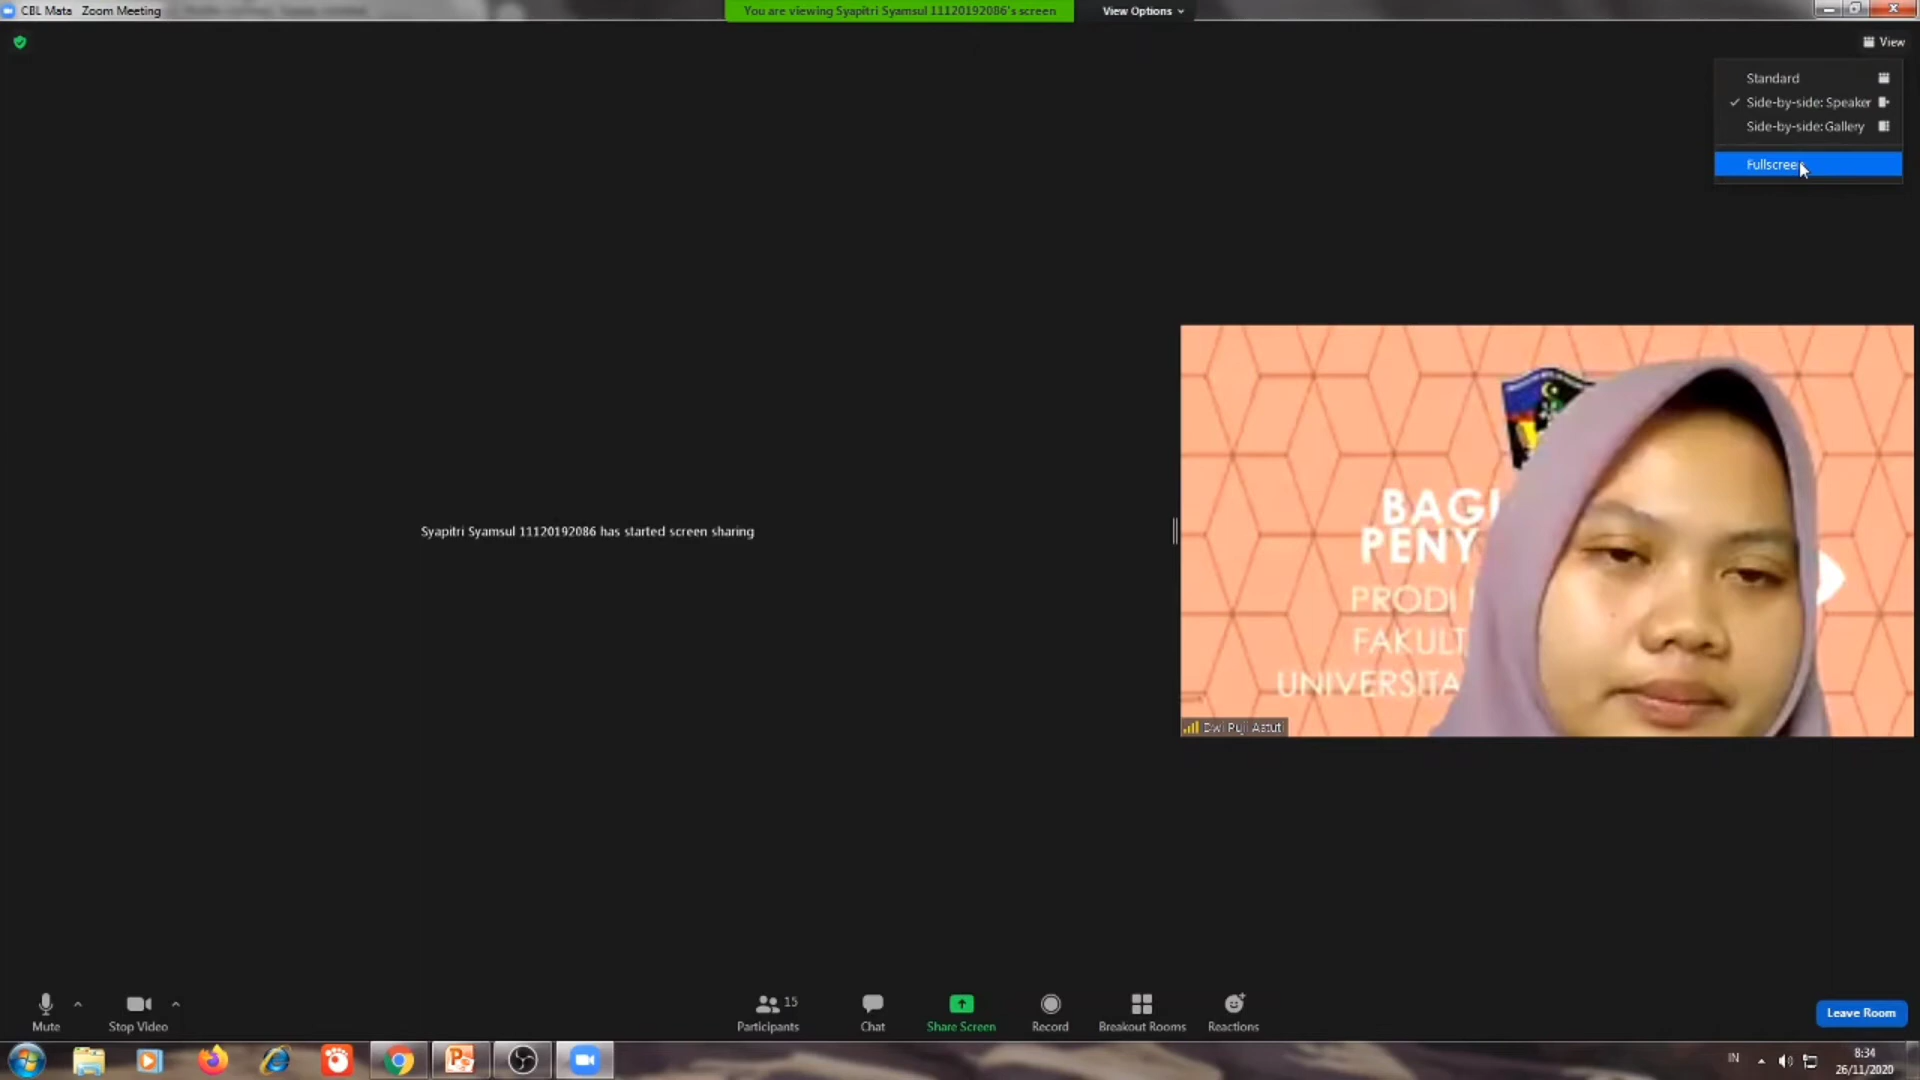 CBL Mata   Zoom Meeting
You are viewing Syapitri Syamsul 11120192086's screen
View Options
View
Standard
Side-by-side: Speaker
Side-by-side: Gallery
Fullscreen
Syapitri Syamsul 11120192086 has started screen sharing
BAGI
PENY
PRODI
FAKULT
UNIVERSITA
Dwi Puji Astuti
15
Mute
Stop Video
Participants
Chat
Share Screen
Record
Breakout Rooms
Reactions
Leave Room
IN
8:34
26/11/2020